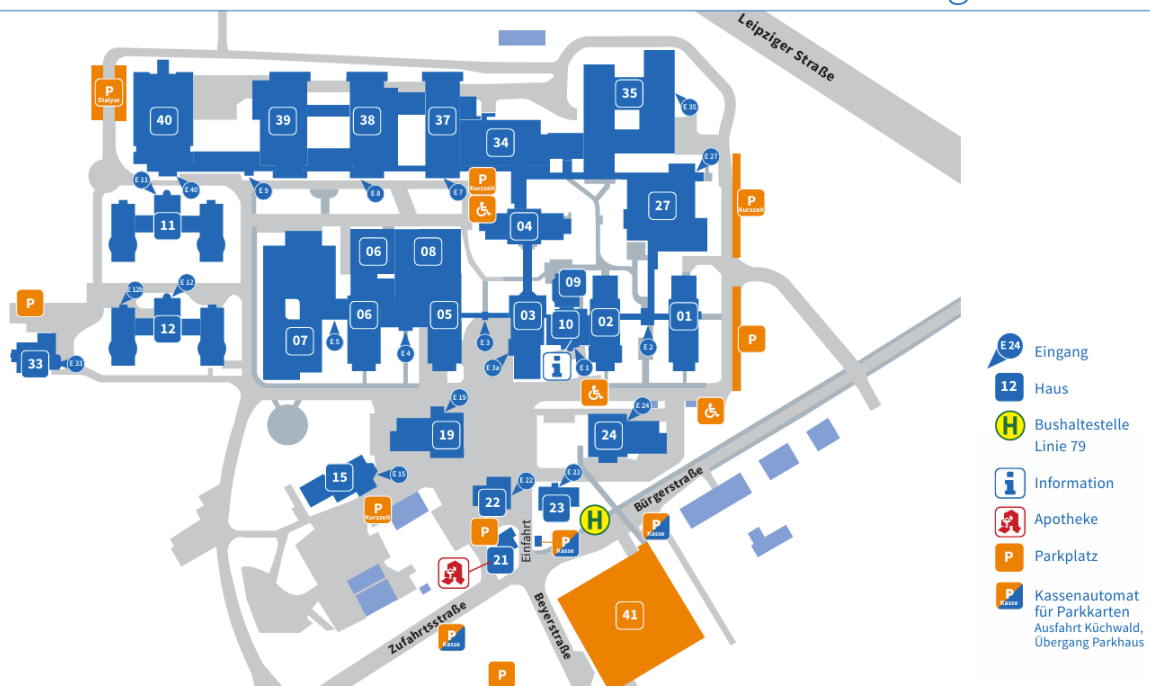 Leipziger Straße
P
Dialyse
40
39
38
37
34
35
E 35
E 11
E 40
E 9
E 8
E 7
P
Kurzzeit
E 27
27
P
Kurzzeit
11
04
06
08
09
E 12b
E 12
P
12
33
E 33
07
E 5
06
E 4
05
E 3
03
10
02
E 2
01
P
E 3a
i
E 1
E 19
19
E 24
24
15
E 15
P
Kurzzeit
22
E 22
E 23
23
H
Bürgerstraße
P
Kasse
P
21
Einfahrt
P
Kasse
41
Zufahrtsstraße
Beyerstraße
P
Kasse
P
E 24
Eingang
12
Haus
H
Bushaltestelle
Linie 79
i
Information
Apotheke
P
Parkplatz
P
Kasse
Kassenautomat
für Parkkarten
Ausfahrt Küchwald,
Übergang Parkhaus